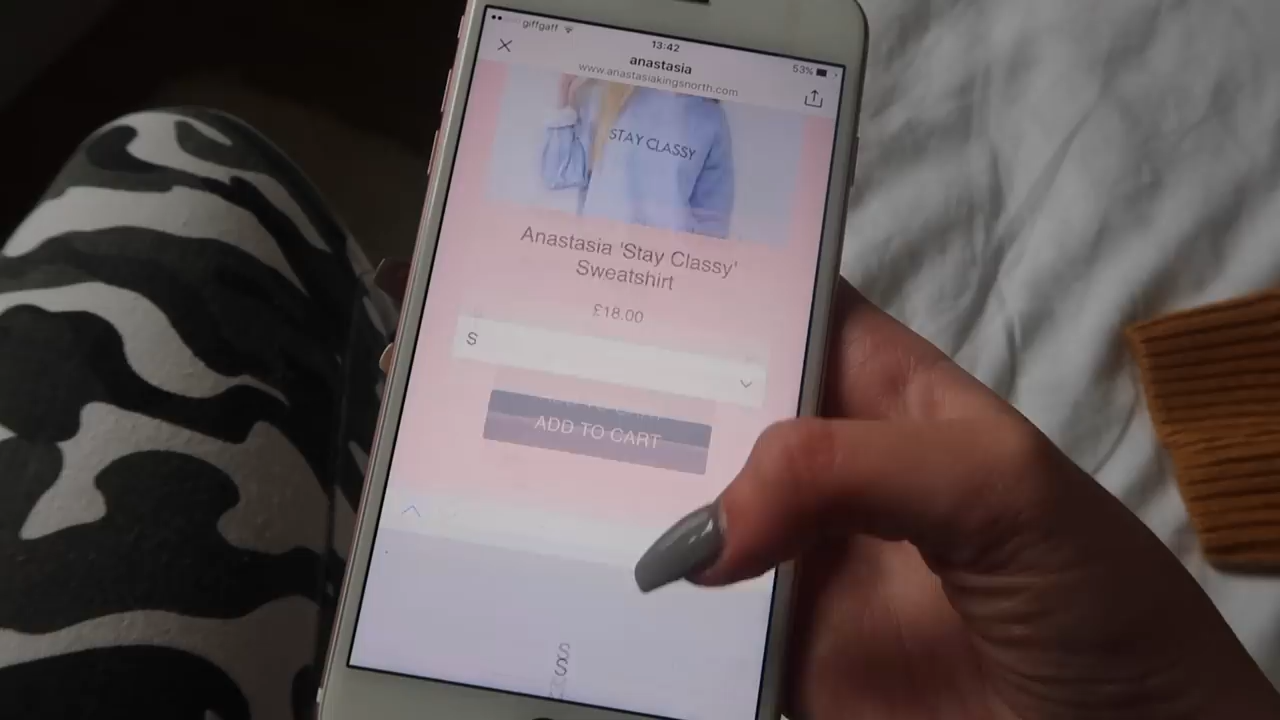 giffgaff
13:42
53%
anastasia
www.anastasiakingsnorth.com
STAY CLASSY
Anastasia 'Stay Classy'
Sweatshirt
£18.00
S
ADD TO CART
S
S